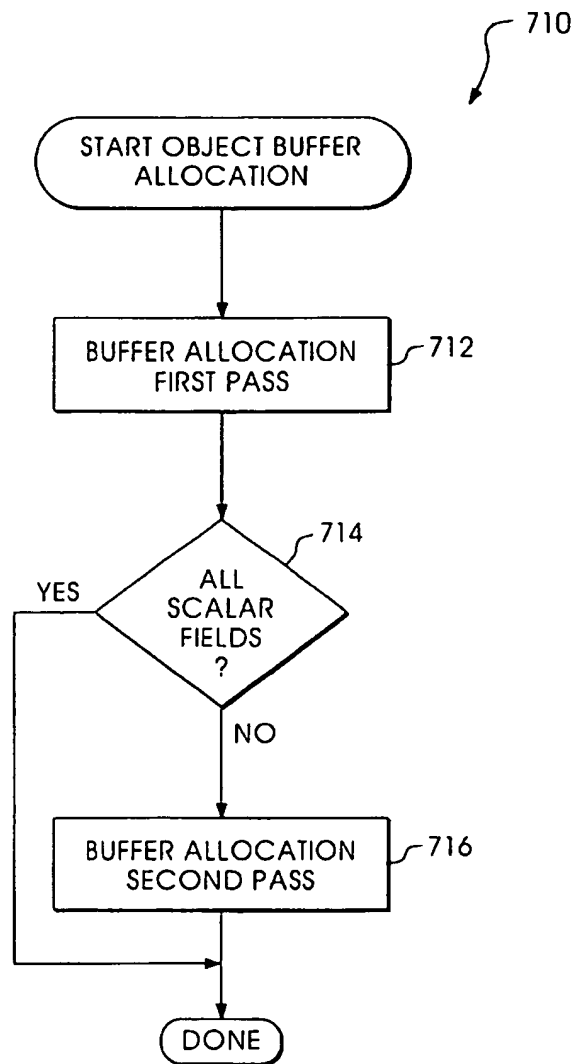 710
START OBJECT BUFFER
ALLOCATION
BUFFER ALLOCATION
FIRST PASS
712
714
ALL
SCALAR
FIELDS
?
YES
NO
BUFFER ALLOCATION
SECOND PASS
716
DONE